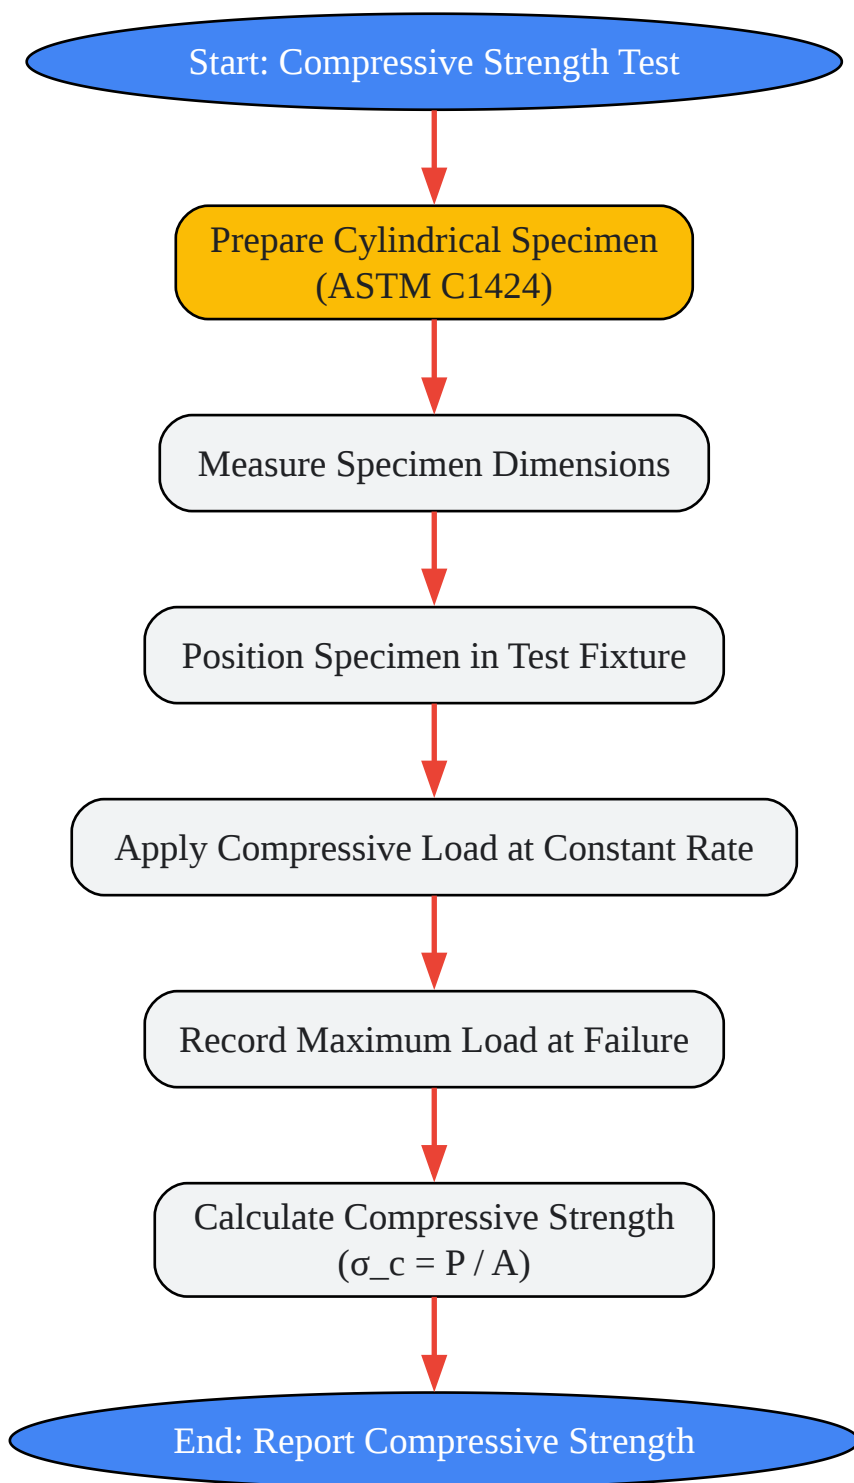 Start: Compressive Strength Test
Prepare Cylindrical Specimen
(ASTM C1424)
Measure Specimen Dimensions
Position Specimen in Test Fixture
Apply Compressive Load at Constant Rate
Record Maximum Load at Failure
Calculate Compressive Strength
(σ_c = P / A)
End: Report Compressive Strength